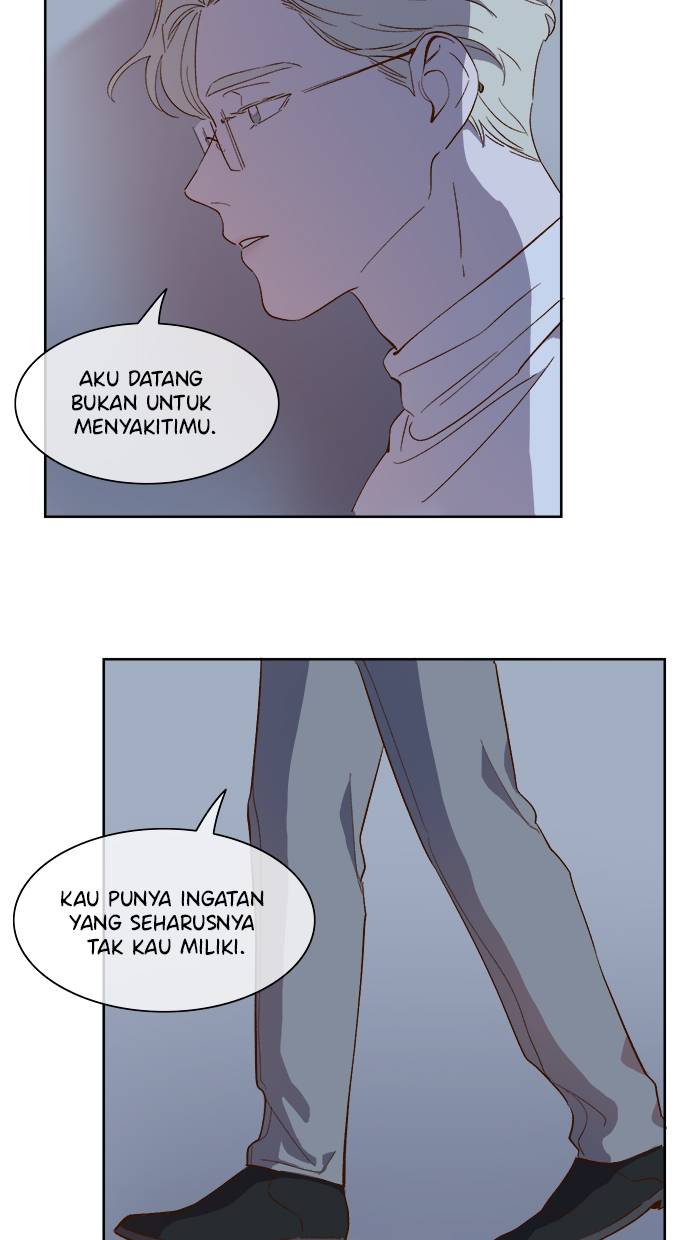 AKU DATANG
BUKAN UNTUK
MENYAKITIMU.
KAU PUNYA INGATAN
YANG SEHARUSNYA
TAK KAU MILIKI.